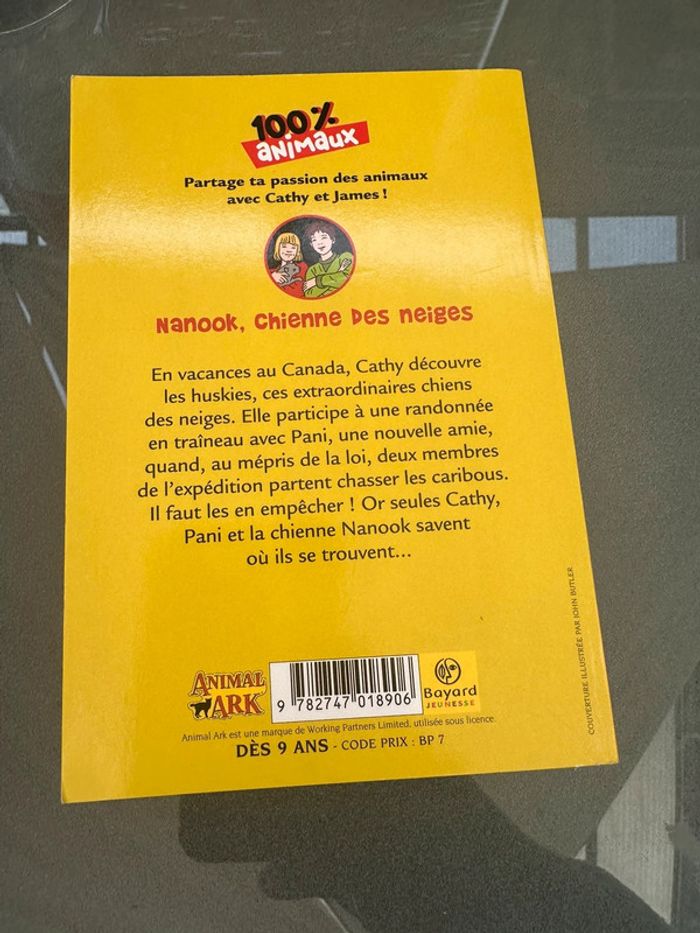 100%
animaux
Partage ta passion des animaux
avec Cathy et James !
Nanook, chienne des neiges
En vacances au Canada, Cathy découvre
les huskies, ces extraordinaires chiens
des neiges. Elle participe à une randonnée
en traîneau avec Pani, une nouvelle amie,
quand, au mépris de la loi, deux membres
de l'expédition partent chasser les caribous.
Il faut les en empêcher ! Or seules Cathy,
Pani et la chienne Nanook savent
où ils se trouvent...
COUVERTURE ILLUSTRÉE PAR JOHN BUTLER
ANIMAL
ARK
9 782747 018906
Bayard
JEUNESSE
Animal Ark est une marque de Working Partners Limited, utilisée sous licence.
DÈS 9 ANS - CODE PRIX : BP 7